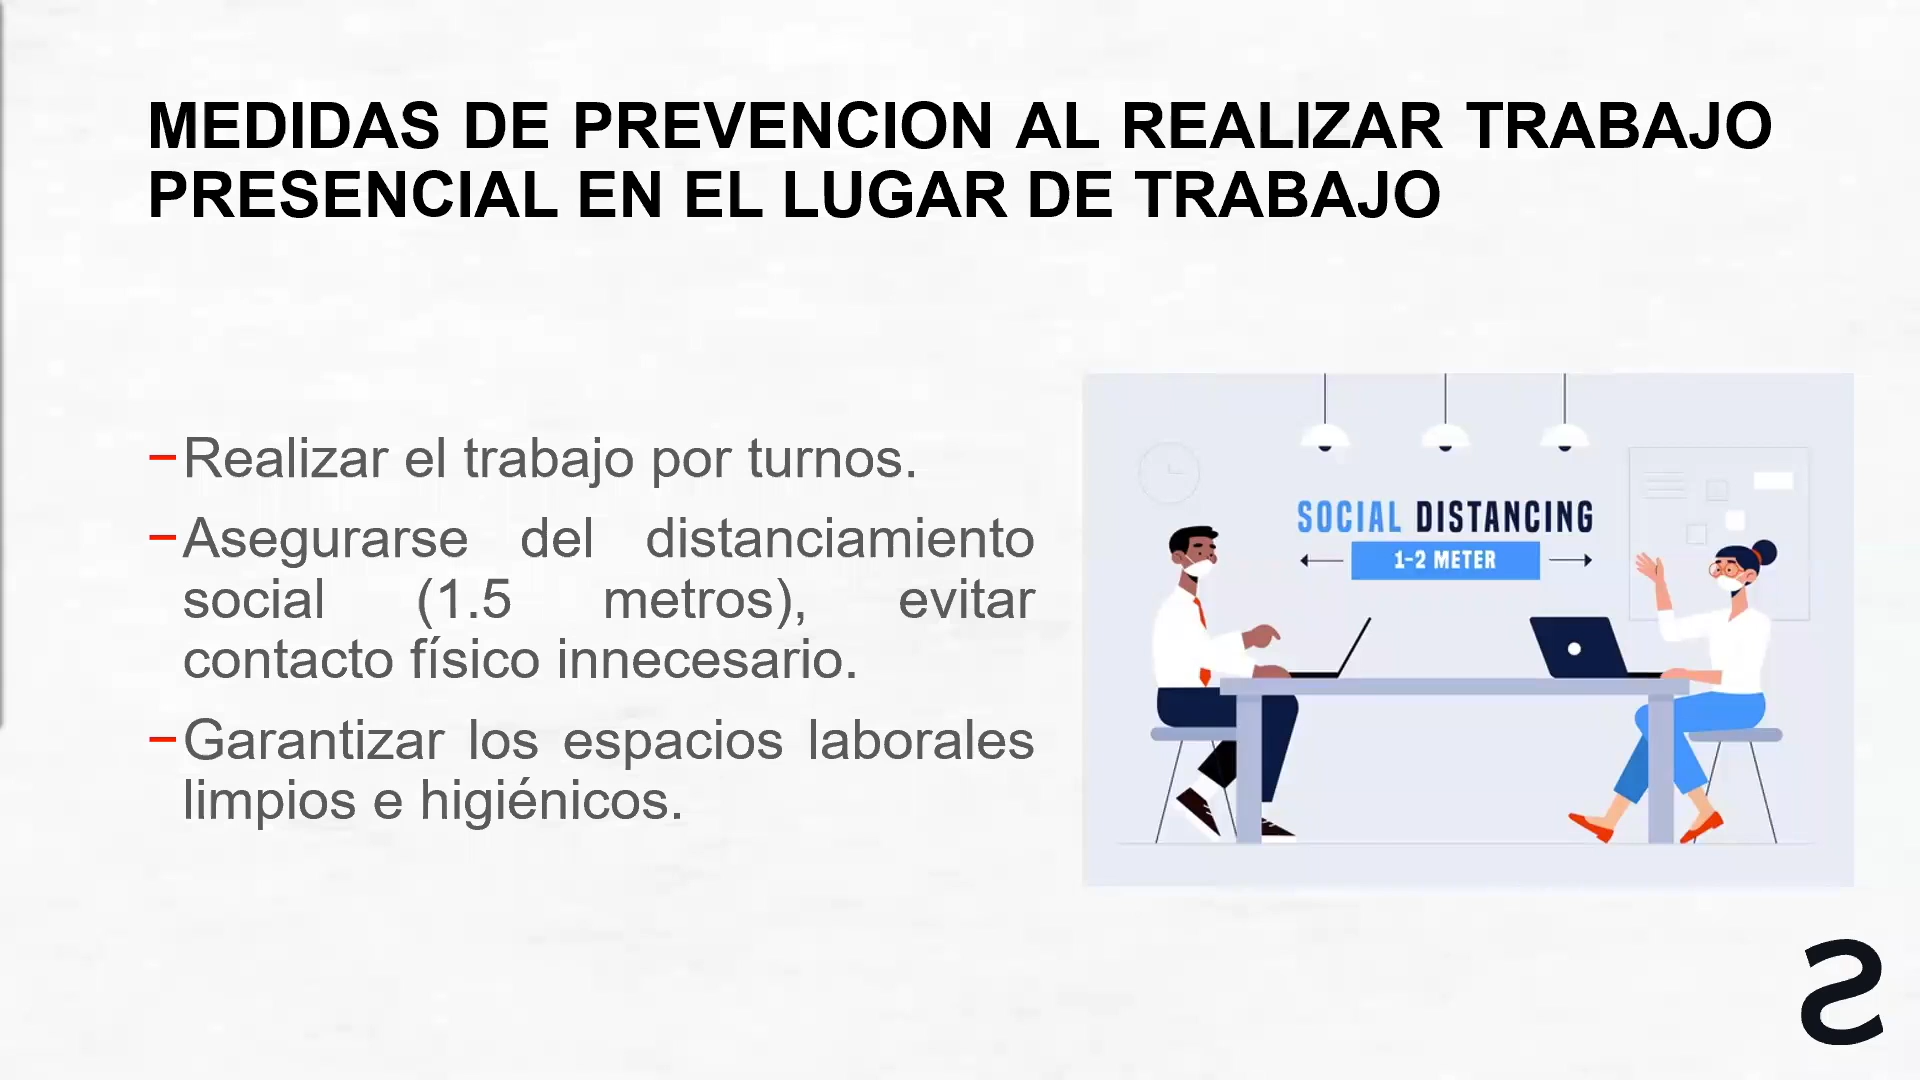 MEDIDAS DE PREVENCION AL REALIZAR TRABAJO
PRESENCIAL EN EL LUGAR DE TRABAJO
–Realizar el trabajo por turnos.
–Asegurarse del distanciamiento
social (1.5 metros), evitar
contacto físico innecesario.
–Garantizar los espacios laborales
limpios e higiénicos.
SOCIAL DISTANCING
1-2 METER